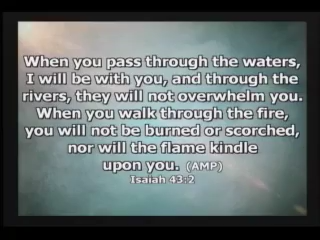 When you pass through the waters,
I will be with you, and through the
rivers, they will not overwhelm you.
When you walk through the fire,
you will not be burned or scorched,
nor will the flame kindle
upon you. (AMP)
Isaiah 43:2